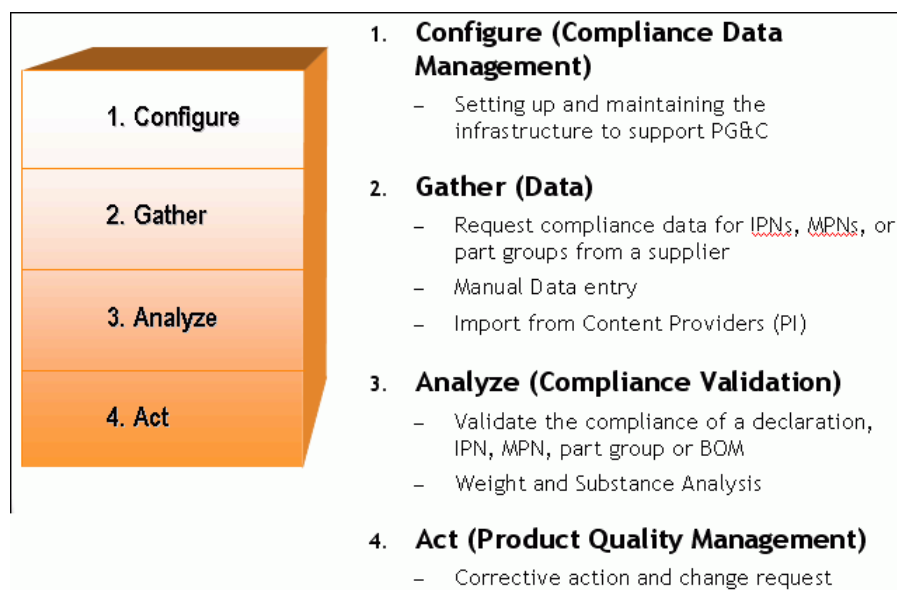 1. Configure
2. Gather
3. Analyze
4. Act
1. Configure (Compliance Data
Management)
– Setting up and maintaining the
infrastructure to support PG&C
2. Gather (Data)
– Request compliance data for IPNs, MPNs, or
part groups from a supplier
– Manual Data entry
– Import from Content Providers (PI)
3. Analyze (Compliance Validation)
– Validate the compliance of a declaration,
IPN, MPN, part group or BOM
– Weight and Substance Analysis
4. Act (Product Quality Management)
– Corrective action and change request